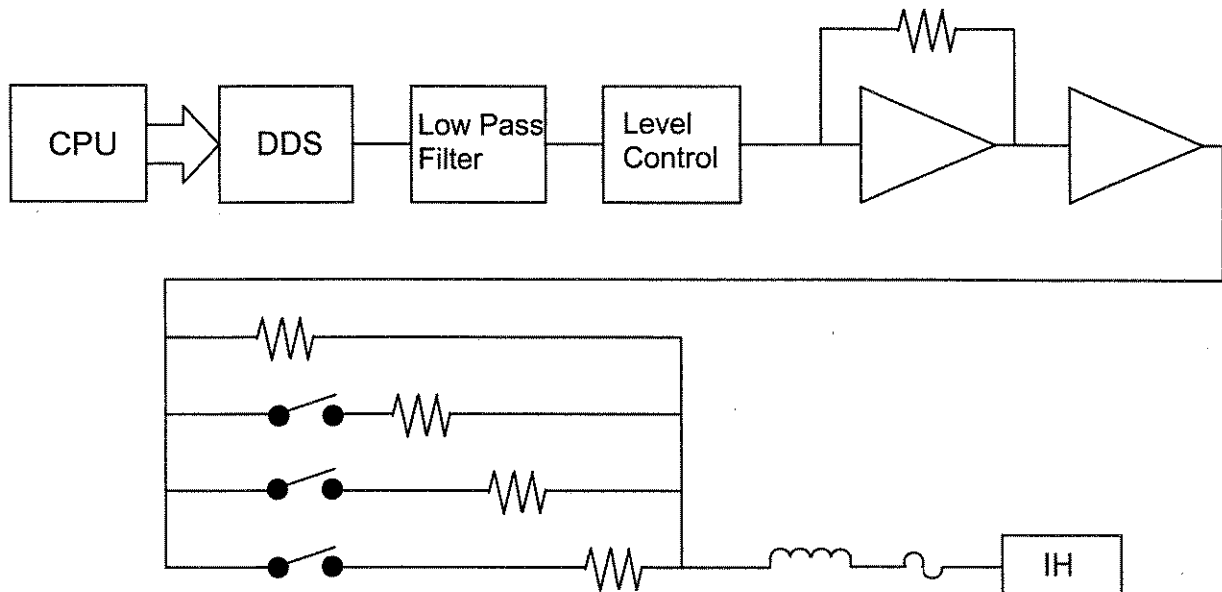 CPU
DDS
Low Pass
Filter
Level
Control
IH